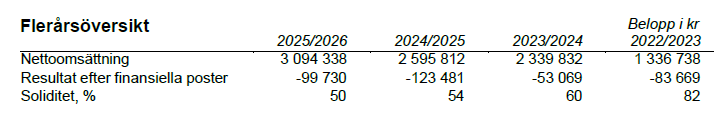 Flerårsöversikt Belopp i kr
2025/2026 2024/2025 2023/2024 2022/2023
Nettoomsättning 3 094 338 2 595 812 2 339 832 1 336 738
Resultat efter finansiella poster -99 730 -123 481 -53 069 -83 669
Soliditet, % 50 54 60 82